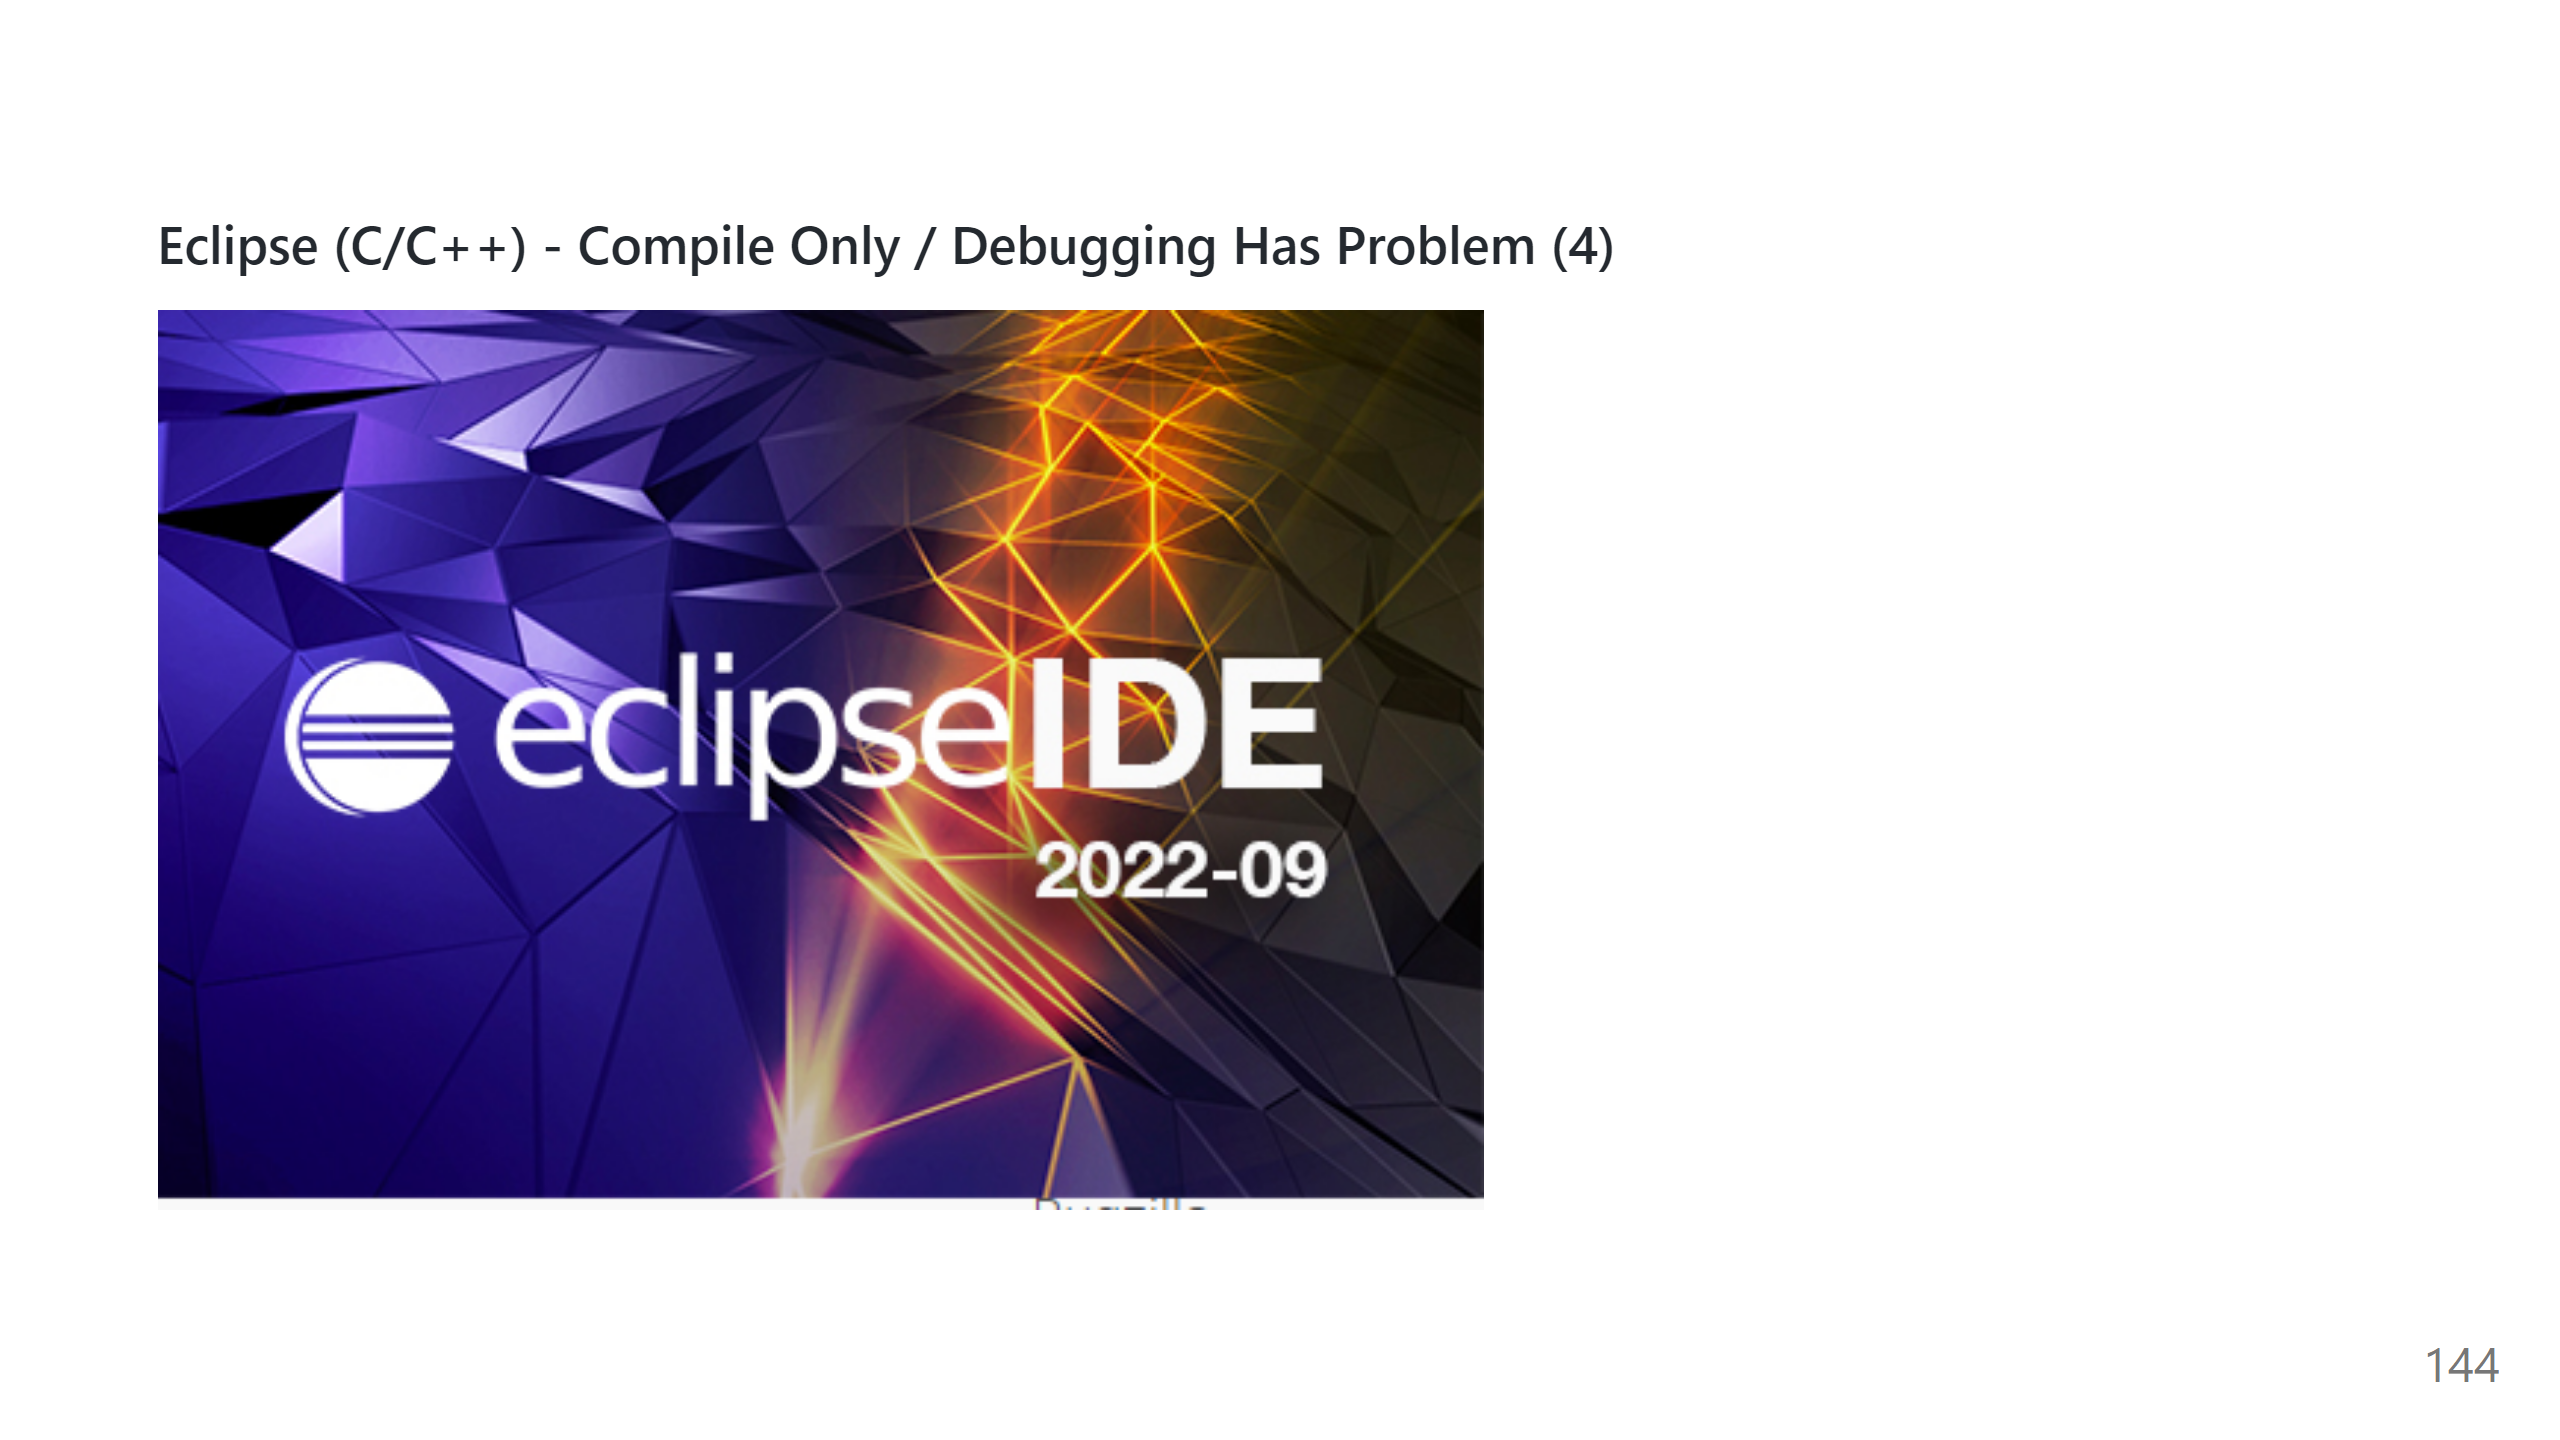 Eclipse (C/C++) - Compile Only / Debugging Has Problem (4)
eclipseIDE
2022-09
144